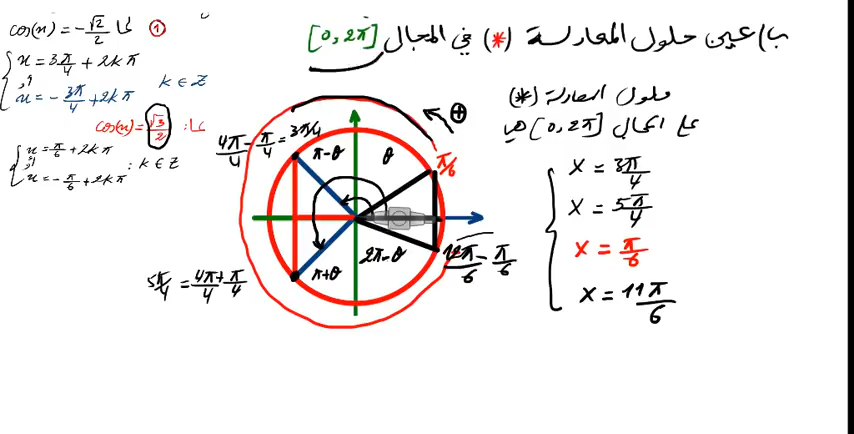 ب) عين حلول المعادلة (*) في المجال [0, 2π]
① لما cos(x) = -√2/2
x = 3π/4 + 2kπ
أو
x = -3π/4 + 2kπ
k ∈ Z
لما: cos(x) = √3/2
x = π/6 + 2kπ
أو
x = -π/6 + 2kπ
: k ∈ Z
4π/4 - π/4 = 3π/4
π-θ
θ
π/6
⊕
5π/4 = 4π/4 + π/4
π+θ
2π-θ
12π/6 - π/6
حلول المعادلة (*)
على المجال [0, 2π] هي
x = 3π/4
x = 5π/4
x = π/6
x = 11π/6